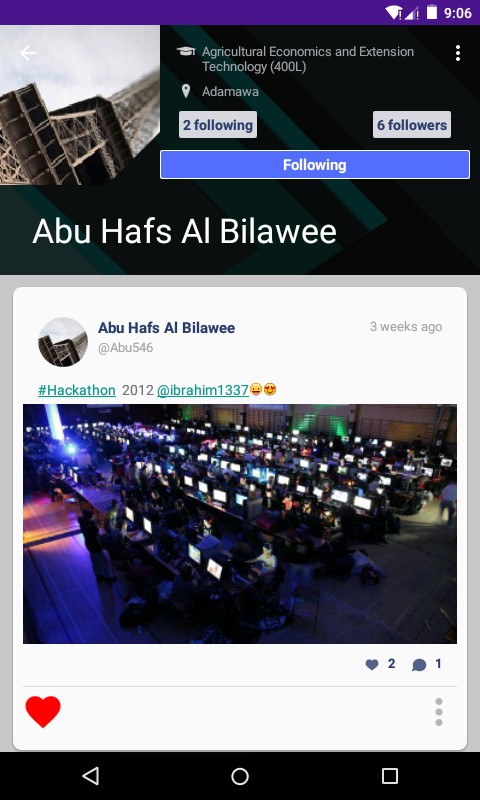 9:06
Agricultural Economics and Extension
Technology (400L)
Adamawa
2 following
6 followers
Following
Abu Hafs Al Bilawee
Abu Hafs Al Bilawee
3 weeks ago
@Abu546
#Hackathon 2012 @ibrahim1337😛😍
2
1